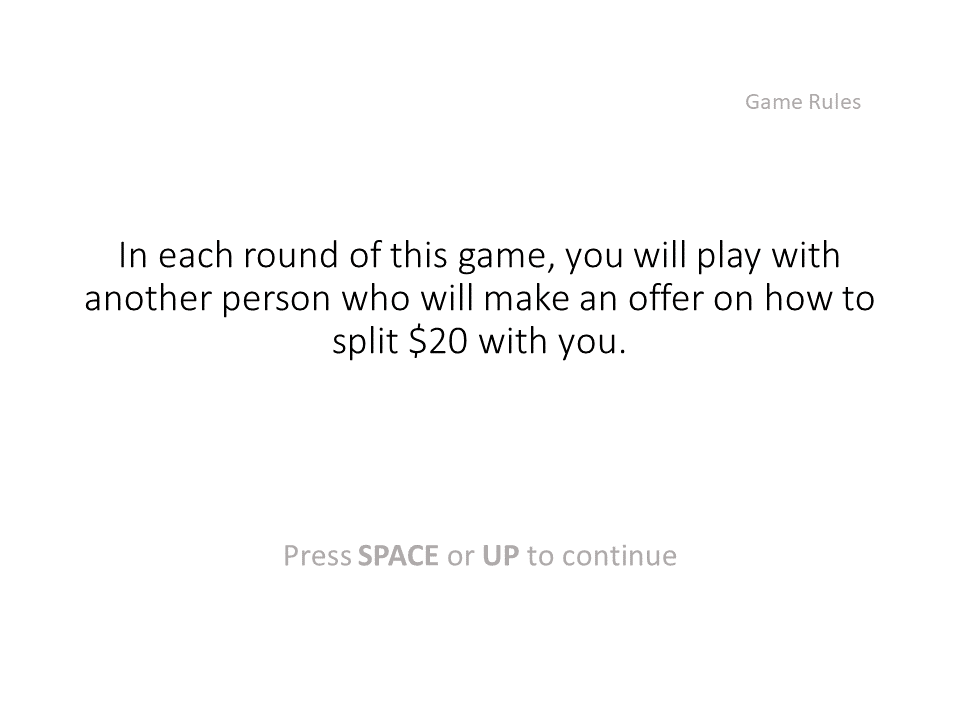 Game Rules
In each round of this game, you will play with
another person who will make an offer on how to
split $20 with you.
Press SPACE or UP to continue